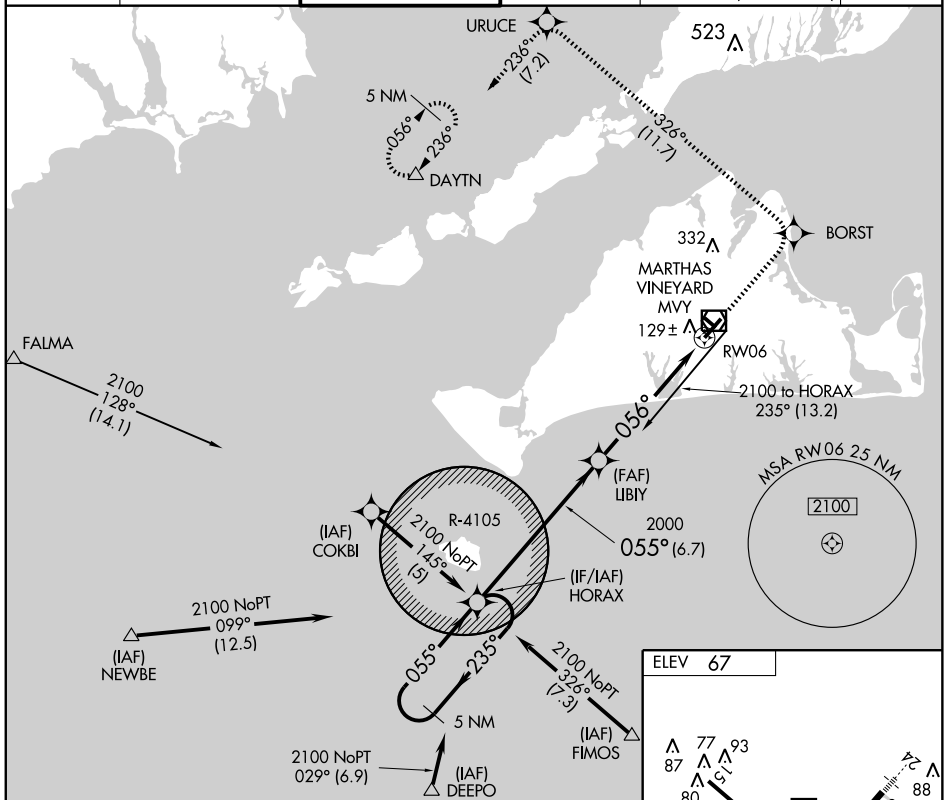 URUCE
236°
(7.2)
523
5 NM
056°
236°
DAYTN
326°
(11.7)
BORST
332
MARTHAS
VINEYARD
MVY
129±
RW06
FALMA
2100
128°
(14.1)
2100 to HORAX
235° (13.2)
056°
(FAF)
LIBIY
MSA RW06 25 NM
2100
R-4105
(IAF)
COKBI
2100 NoPT
145°
(5)
2000
055° (6.7)
(IF/IAF)
HORAX
2100 NoPT
099°
(12.5)
(IAF)
NEWBE
055°
235°
5 NM
2100 NoPT
326°
(7.3)
(IAF)
FIMOS
2100 NoPT
029° (6.9)
(IAF)
DEEPO
ELEV 67
87
77
93
80
15
24
88